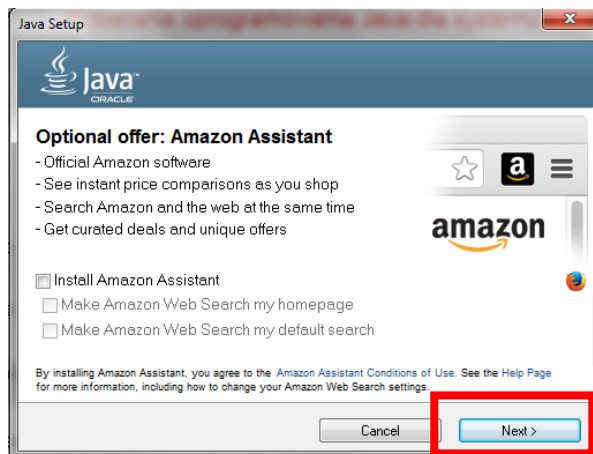 Java Setup
Java
ORACLE
Optional offer: Amazon Assistant
- Official Amazon software
- See instant price comparisons as you shop
- Search Amazon and the web at the same time
- Get curated deals and unique offers
a
amazon
Install Amazon Assistant
Make Amazon Web Search my homepage
Make Amazon Web Search my default search
By installing Amazon Assistant, you agree to the Amazon Assistant Conditions of Use. See the Help Page
for more information, including how to change your Amazon Web Search settings.
Cancel
Next >